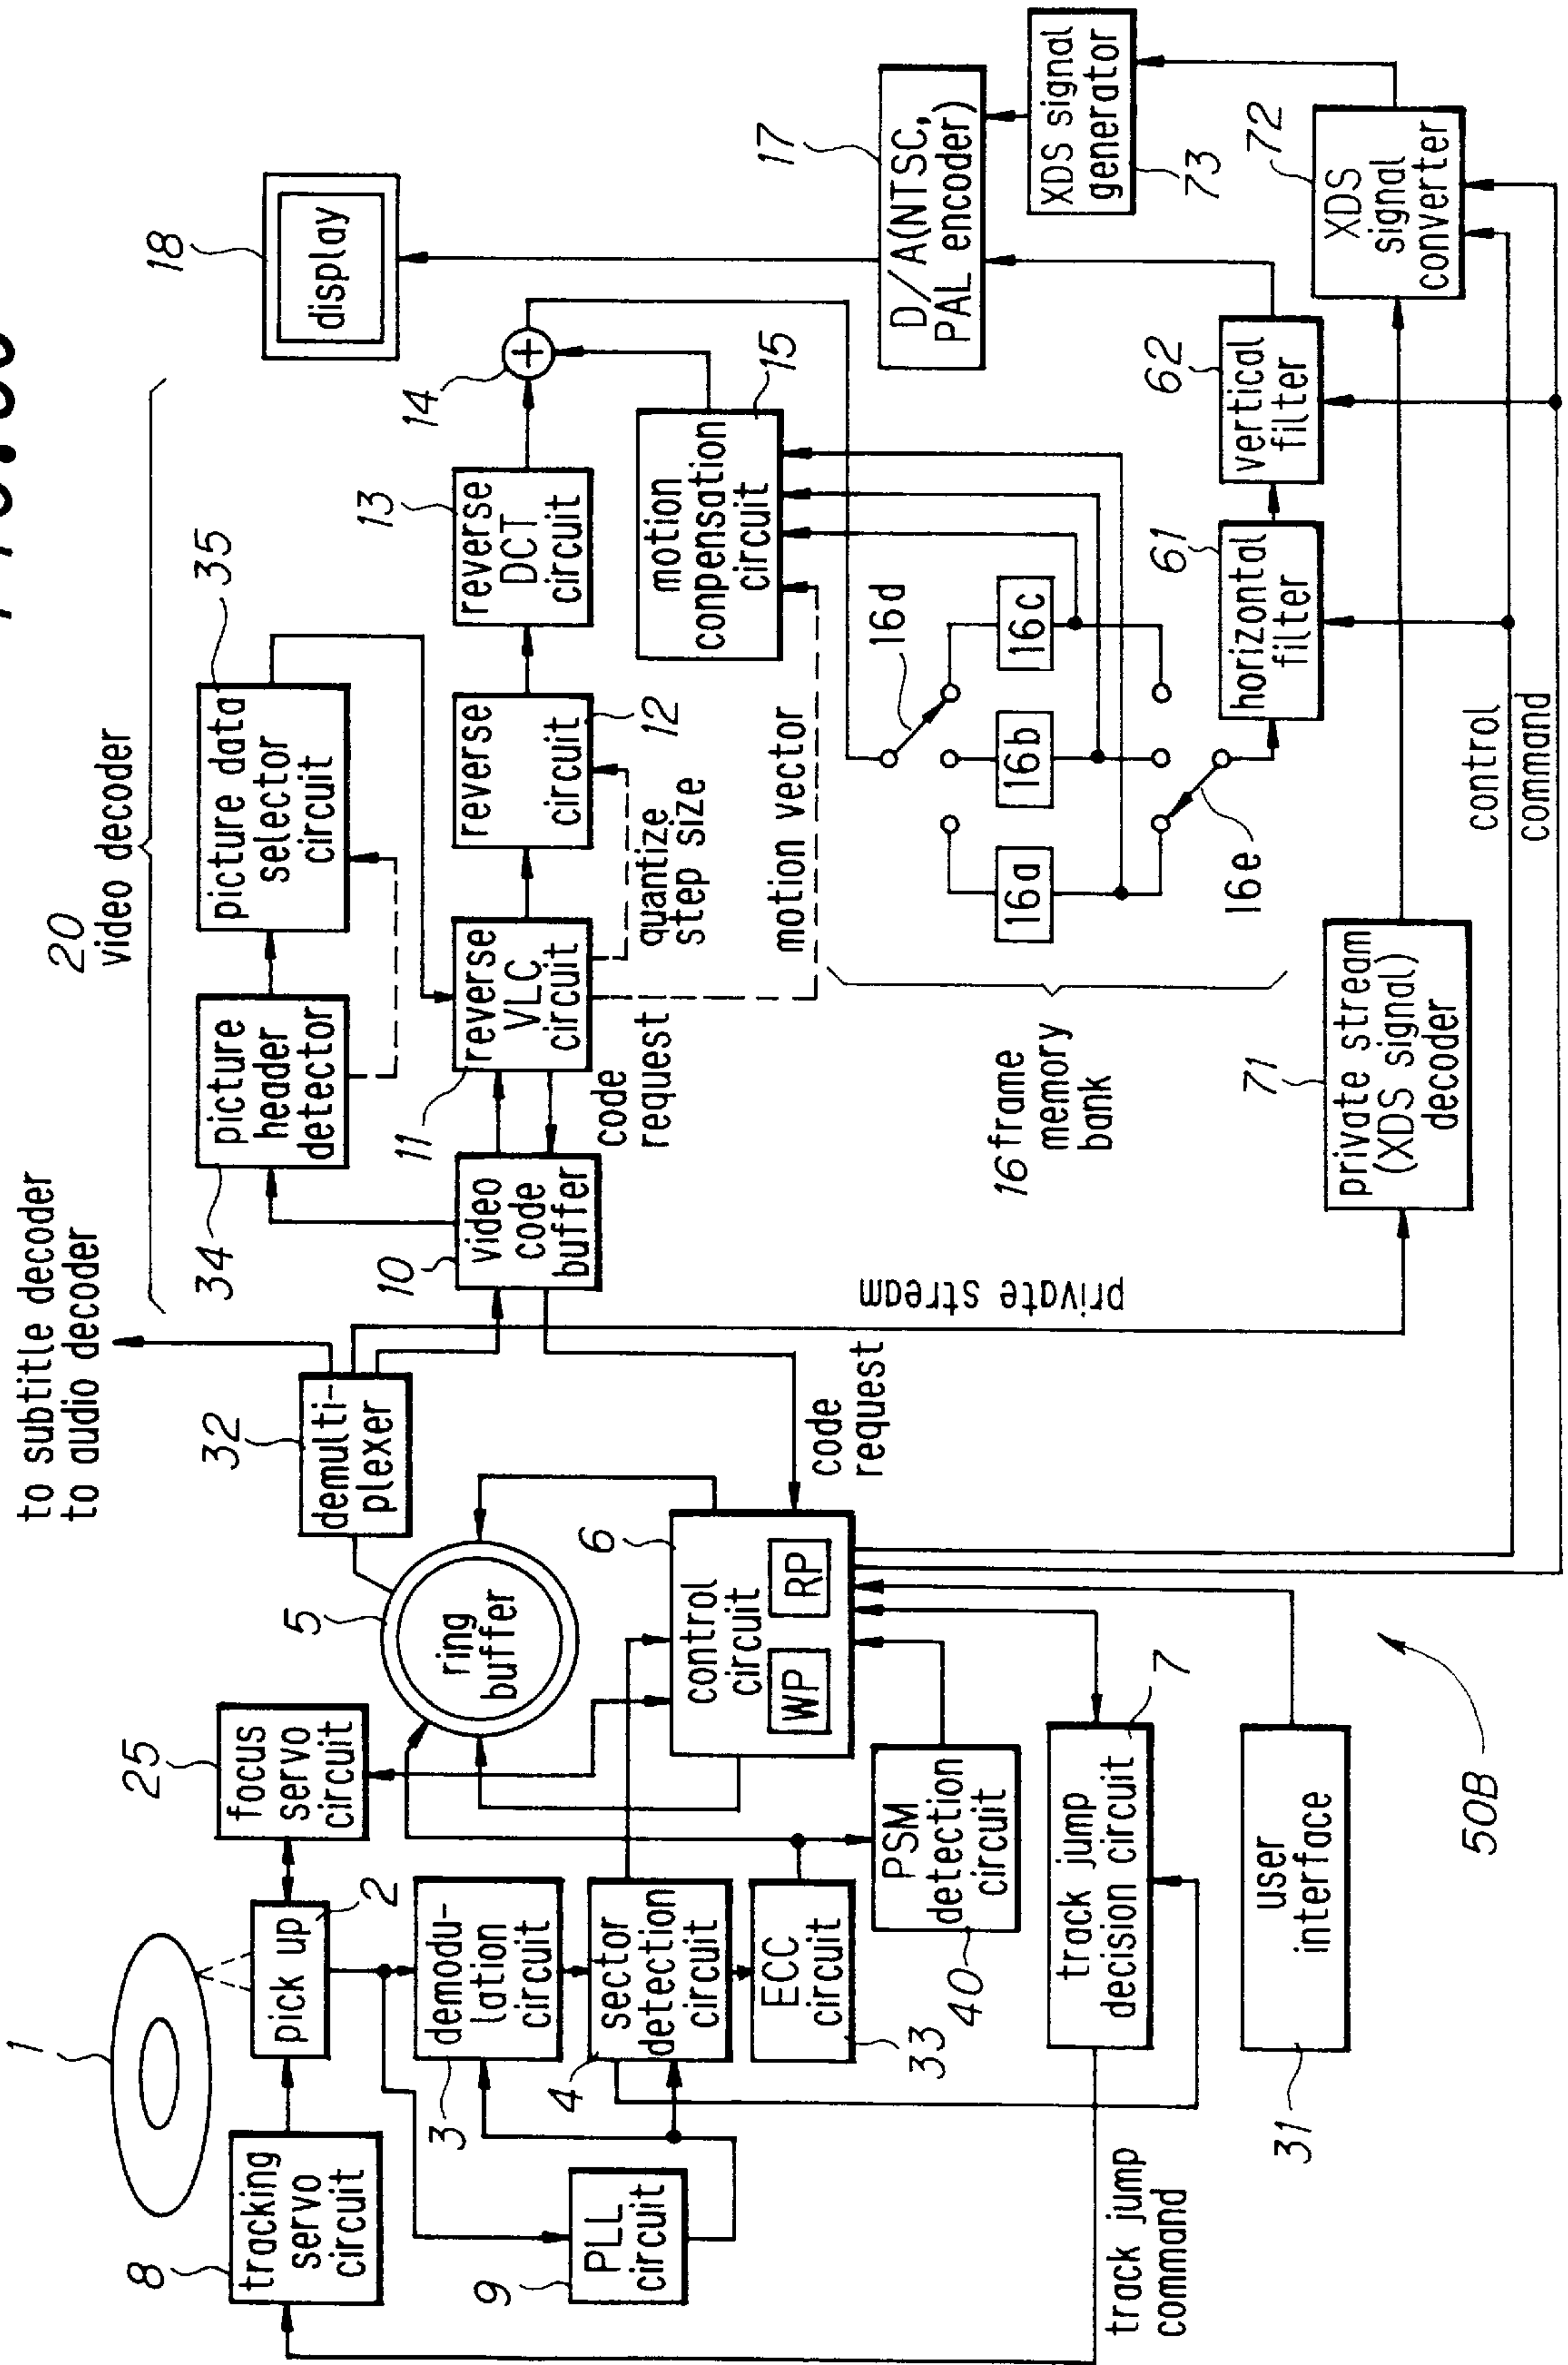 20
video decoder
to subtitle decoder
to audio decoder
1
8
tracking
servo
circuit
pick up
2
25
focus
servo
circuit
5
ring
buffer
32
demulti-
plexer
34
picture
header
detector
35
picture data
selector
circuit
18
display
3
demodu-
lation
circuit
4
sector
detection
circuit
9
PLL
circuit
ECC
circuit
33
6
control
circuit
WP
RP
10
video
code
buffer
11
reverse
VLC
circuit
code
request
reverse
circuit
12
quantize
step size
13
reverse
DCT
circuit
14
+
motion
conpensation
circuit
15
motion vector
17
D/A(NTSC,
PAL encoder)
XDS signal
generator
73
code
request
private stream
16 frame
memory
bank
16a
16b
16c
16d
16e
61
horizontal
filter
62
vertical
filter
72
XDS
signal
converter
PSM
detection
circuit
40
track jump
decision circuit
7
track jump
command
user
interface
31
50B
71
private stream
(XDS signal)
decoder
control
command